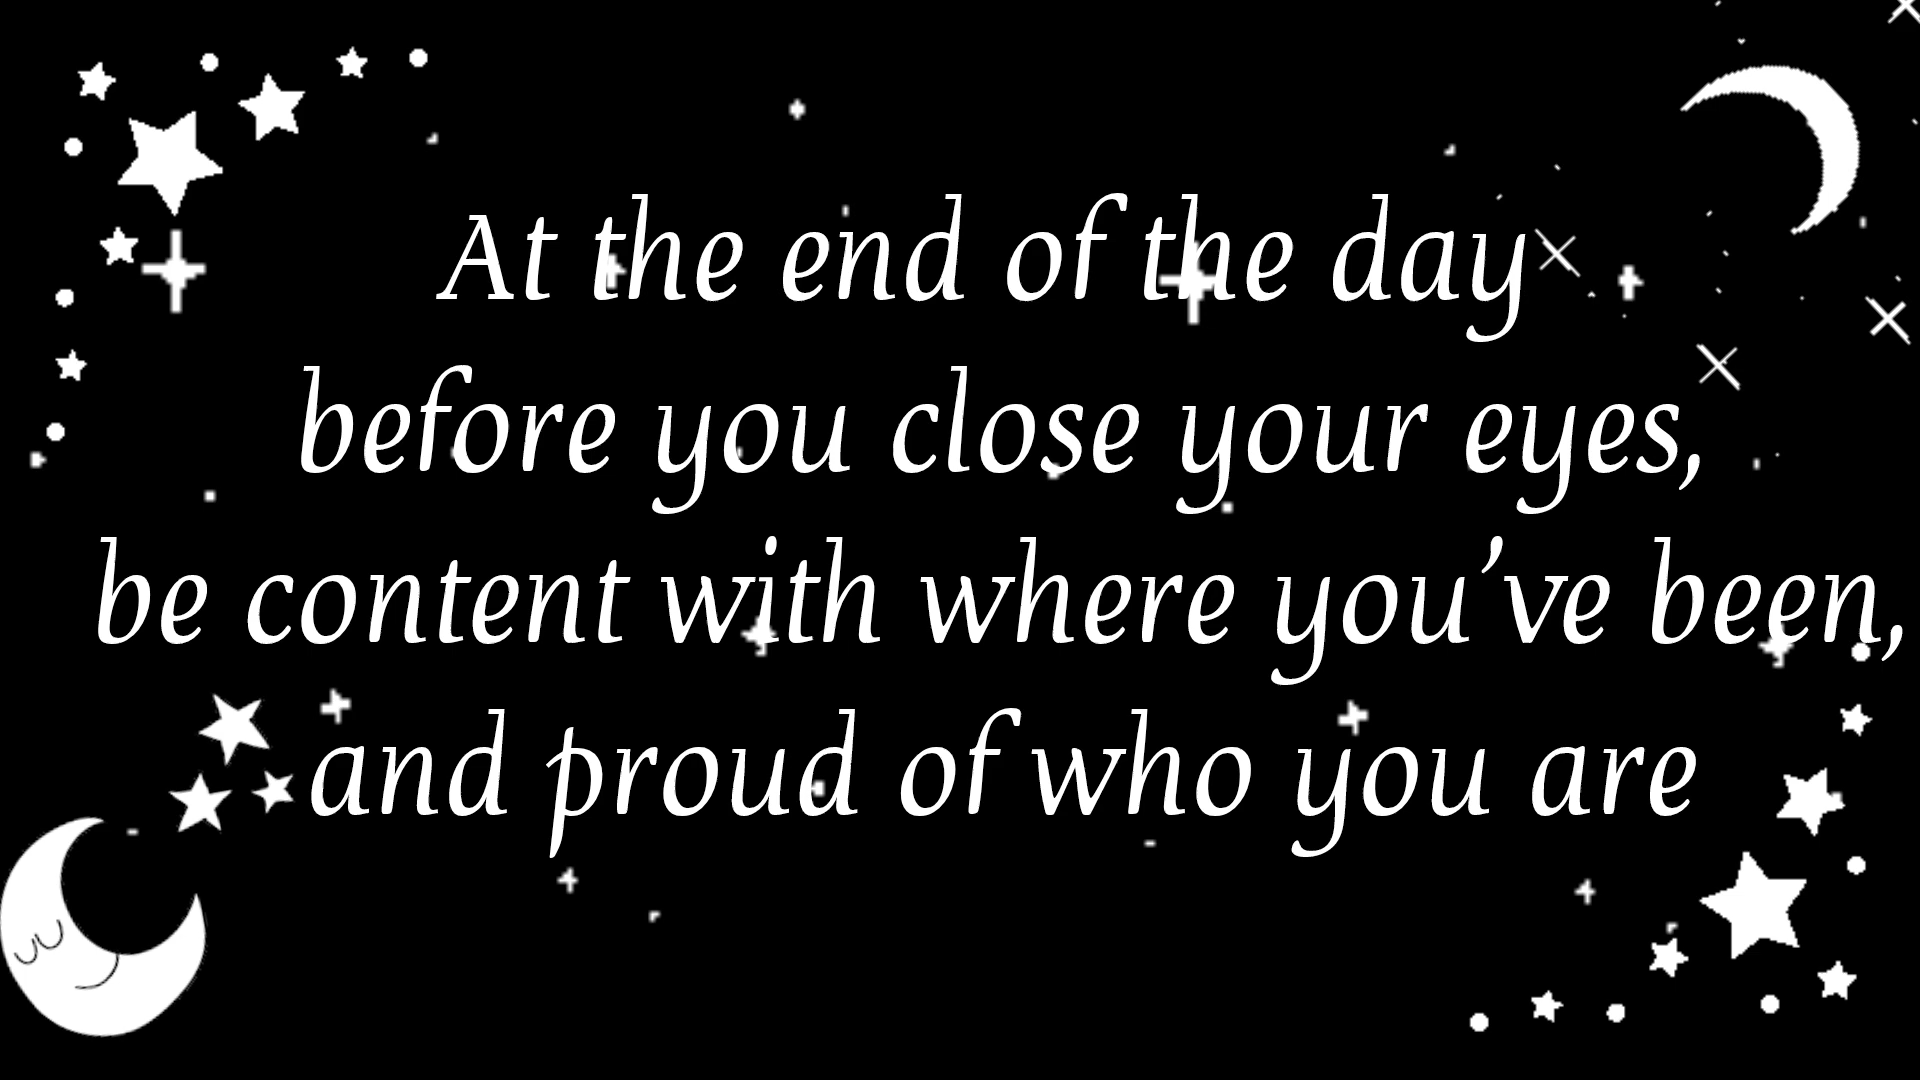 At the end of the day
before you close your eyes,
be content with where you’ve been,
and proud of who you are